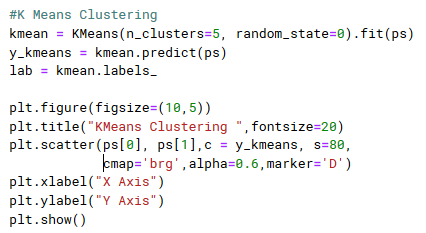 #K Means Clustering
kmean = KMeans(n_clusters=5, random_state=0).fit(ps)
y_kmeans = kmean.predict(ps)
lab = kmean.labels_

plt.figure(figsize=(10,5))
plt.title("KMeans Clustering ",fontsize=20)
plt.scatter(ps[0], ps[1],c = y_kmeans, s=80,
            cmap='brg',alpha=0.6,marker='D')
plt.xlabel("X Axis")
plt.ylabel("Y Axis")
plt.show()